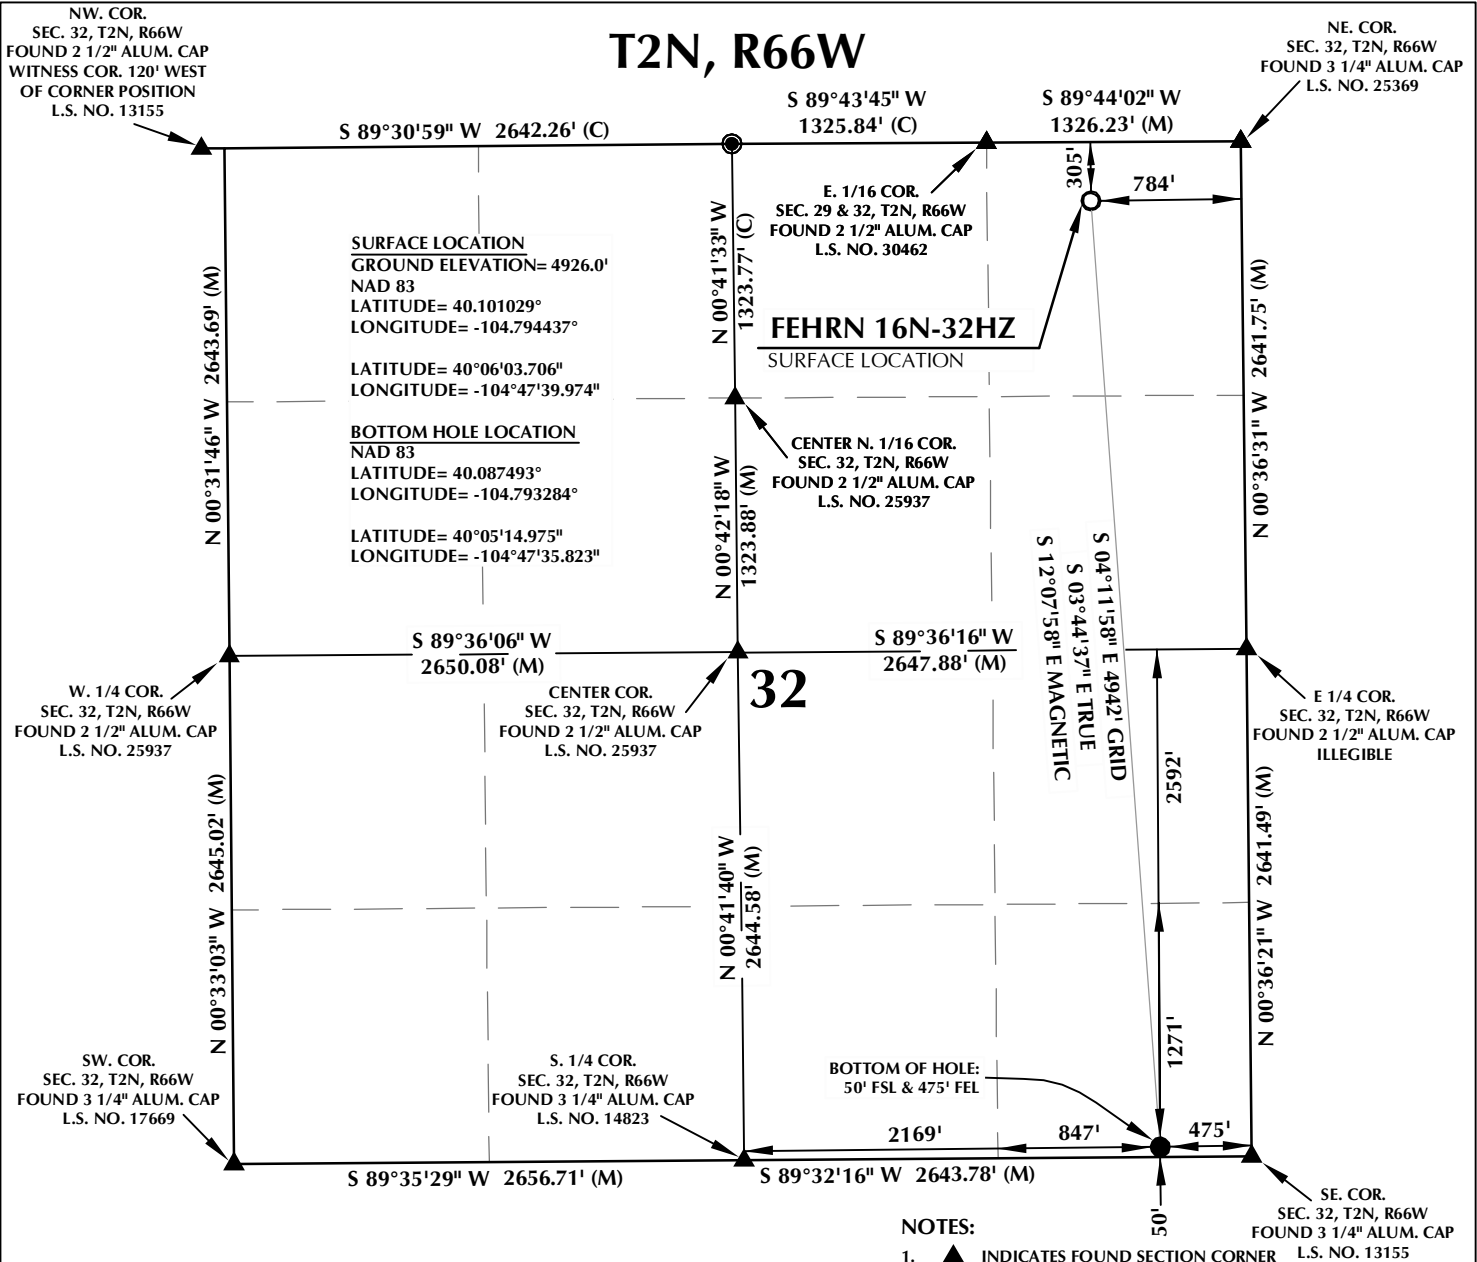 T2N, R66W
NW. COR.
SEC. 32, T2N, R66W
FOUND 2 1/2" ALUM. CAP
WITNESS COR. 120' WEST
OF CORNER POSITION
L.S. NO. 13155
NE. COR.
SEC. 32, T2N, R66W
FOUND 3 1/4" ALUM. CAP
L.S. NO. 25369
S 89°30'59" W 2642.26' (C)
S 89°43'45" W
1325.84' (C)
S 89°44'02" W
1326.23' (M)
305'
784'
E. 1/16 COR.
SEC. 29 & 32, T2N, R66W
FOUND 2 1/2" ALUM. CAP
L.S. NO. 30462
SURFACE LOCATION
GROUND ELEVATION= 4926.0'
NAD 83
LATITUDE= 40.101029°
LONGITUDE= -104.794437°
LATITUDE= 40°06'03.706"
LONGITUDE= -104°47'39.974"
BOTTOM HOLE LOCATION
NAD 83
LATITUDE= 40.087493°
LONGITUDE= -104.793284°
LATITUDE= 40°05'14.975"
LONGITUDE= -104°47'35.823"
N 00°41'33" W
1323.77' (C)
FEHRN 16N-32HZ
SURFACE LOCATION
N 00°31'46" W 2643.69' (M)
N 00°36'31" W 2641.75' (M)
CENTER N. 1/16 COR.
SEC. 32, T2N, R66W
FOUND 2 1/2" ALUM. CAP
L.S. NO. 25937
N 00°42'18" W
1323.88' (M)
S 04°11'58" E 4942' GRID
S 03°44'37" E TRUE
S 12°07'58" E MAGNETIC
S 89°36'06" W
2650.08' (M)
S 89°36'16" W
2647.88' (M)
32
W. 1/4 COR.
SEC. 32, T2N, R66W
FOUND 2 1/2" ALUM. CAP
L.S. NO. 25937
CENTER COR.
SEC. 32, T2N, R66W
FOUND 2 1/2" ALUM. CAP
L.S. NO. 25937
E 1/4 COR.
SEC. 32, T2N, R66W
FOUND 2 1/2" ALUM. CAP
ILLEGIBLE
2592'
N 00°33'03" W 2645.02' (M)
N 00°41'40" W
2644.58' (M)
N 00°36'21" W 2641.49' (M)
1271'
SW. COR.
SEC. 32, T2N, R66W
FOUND 3 1/4" ALUM. CAP
L.S. NO. 17669
S. 1/4 COR.
SEC. 32, T2N, R66W
FOUND 3 1/4" ALUM. CAP
L.S. NO. 14823
BOTTOM OF HOLE:
50' FSL & 475' FEL
2169'
847'
475'
S 89°35'29" W 2656.71' (M)
S 89°32'16" W 2643.78' (M)
50'
SE. COR.
SEC. 32, T2N, R66W
FOUND 3 1/4" ALUM. CAP
L.S. NO. 13155
NOTES:
1. INDICATES FOUND SECTION CORNER